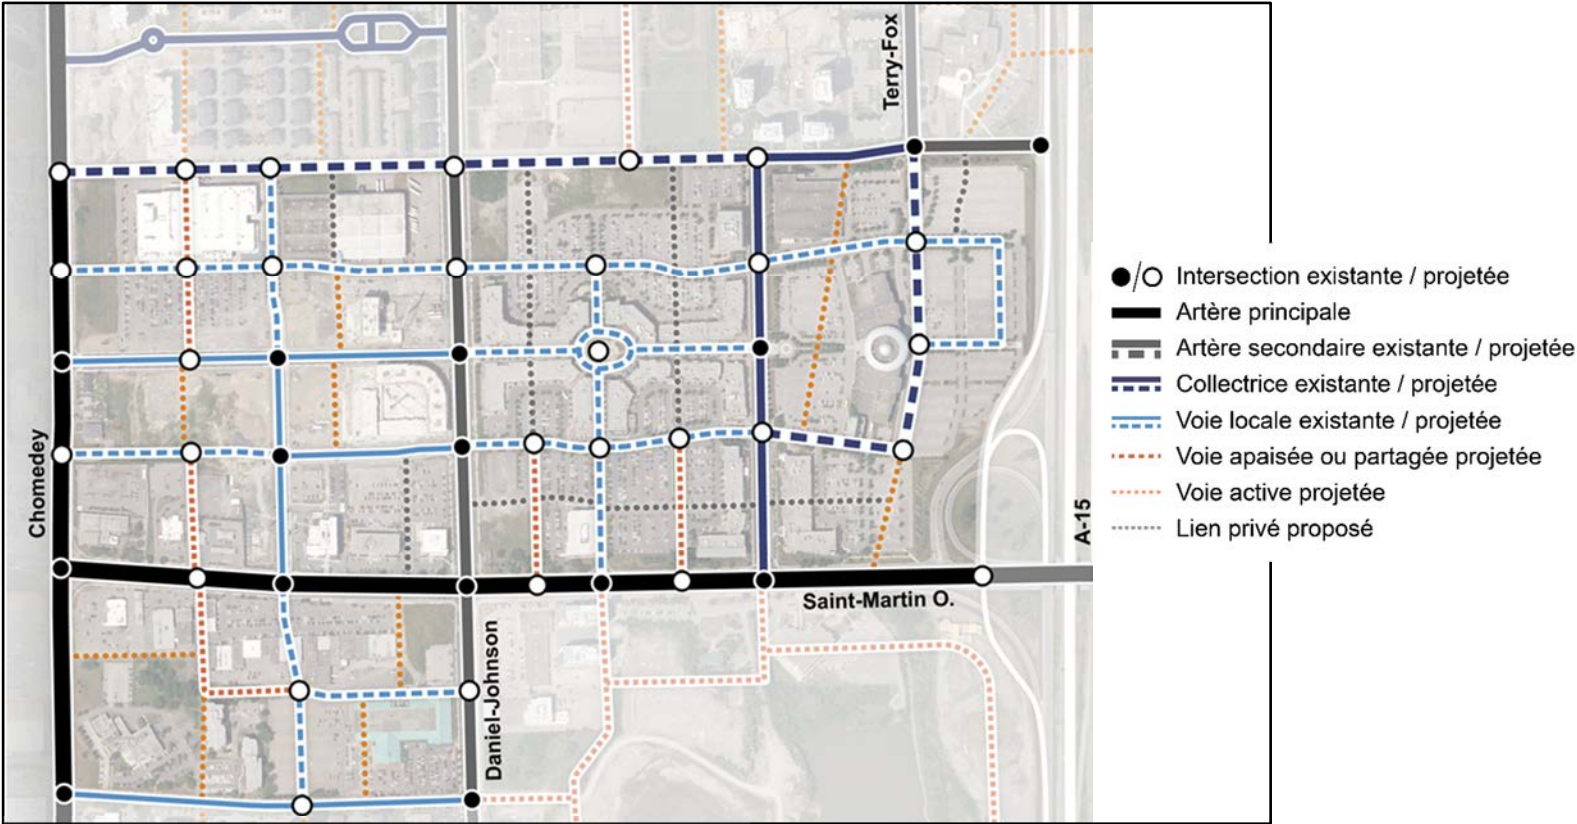 Terry-Fox
Chomedey
Daniel-Johnson
Saint-Martin O.
A-15
Intersection existante / projetée
Artère principale
Artère secondaire existante / projetée
Collectrice existante / projetée
Voie locale existante / projetée
Voie apaisée ou partagée projetée
Voie active projetée
Lien privé proposé